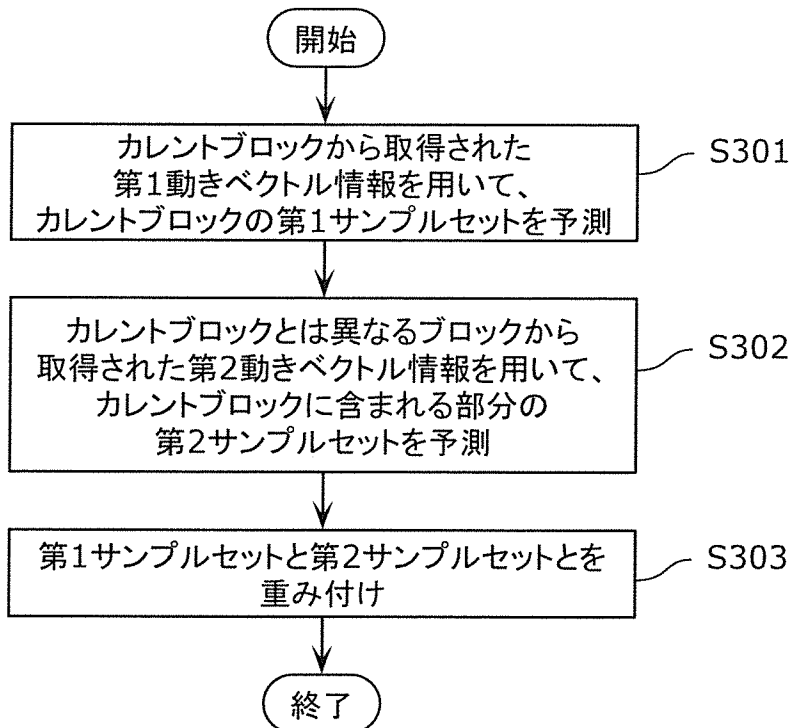 開始
カレントブロックから取得された
第1動きベクトル情報を用いて、
カレントブロックの第1サンプルセットを予測
S301
カレントブロックとは異なるブロックから
取得された第2動きベクトル情報を用いて、
カレントブロックに含まれる部分の
第2サンプルセットを予測
S302
第1サンプルセットと第2サンプルセットとを
重み付け
S303
終了